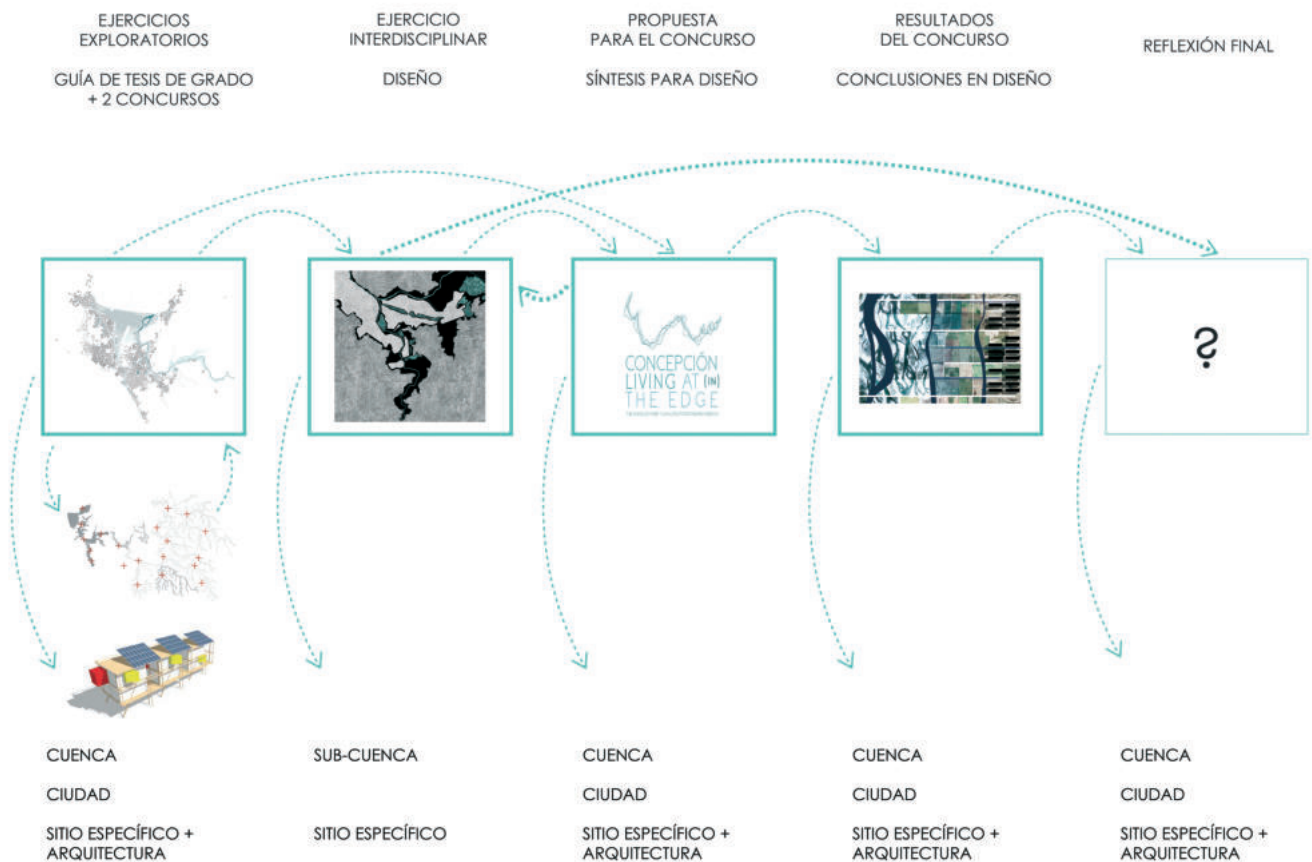 EJERCICIOS
EXPLORATORIOS
GUÍA DE TESIS DE GRADO
+ 2 CONCURSOS
EJERCICIO
INTERDISCIPLINAR
DISEÑO
PROPUESTA
PARA EL CONCURSO
SÍNTESIS PARA DISEÑO
RESULTADOS
DEL CONCURSO
CONCLUSIONES EN DISEÑO
REFLEXIÓN FINAL
CONCEPCIÓN
LIVING AT (IN)
THE EDGE
?
CUENCA
CIUDAD
SITIO ESPECÍFICO +
ARQUITECTURA
SUB-CUENCA
SITIO ESPECÍFICO
CUENCA
CIUDAD
SITIO ESPECÍFICO +
ARQUITECTURA
CUENCA
CIUDAD
SITIO ESPECÍFICO +
ARQUITECTURA
CUENCA
CIUDAD
SITIO ESPECÍFICO +
ARQUITECTURA